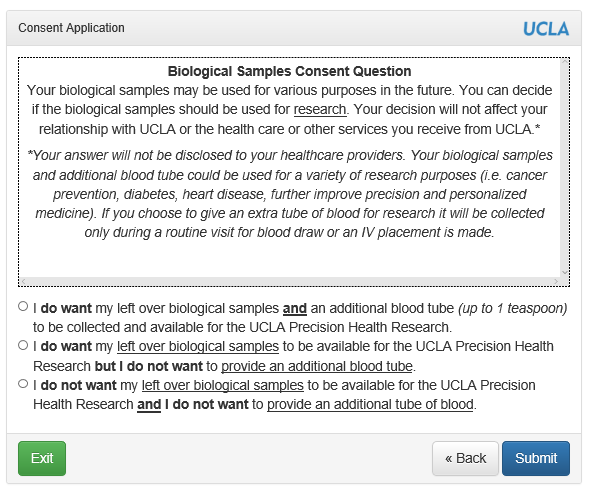 Consent Application
UCLA
Biological Samples Consent Question
Your biological samples may be used for various purposes in the future. You can decide
if the biological samples should be used for research. Your decision will not affect your
relationship with UCLA or the health care or other services you receive from UCLA.*
*Your answer will not be disclosed to your healthcare providers. Your biological samples
and additional blood tube could be used for a variety of research purposes (i.e. cancer
prevention, diabetes, heart disease, further improve precision and personalized
medicine). If you choose to give an extra tube of blood for research it will be collected
only during a routine visit for blood draw or an IV placement is made.
I do want my left over biological samples and an additional blood tube (up to 1 teaspoon)
to be collected and available for the UCLA Precision Health Research.
I do want my left over biological samples to be available for the UCLA Precision Health
Research but I do not want to provide an additional blood tube.
I do not want my left over biological samples to be available for the UCLA Precision
Health Research and I do not want to provide an additional tube of blood.
Exit
« Back
Submit